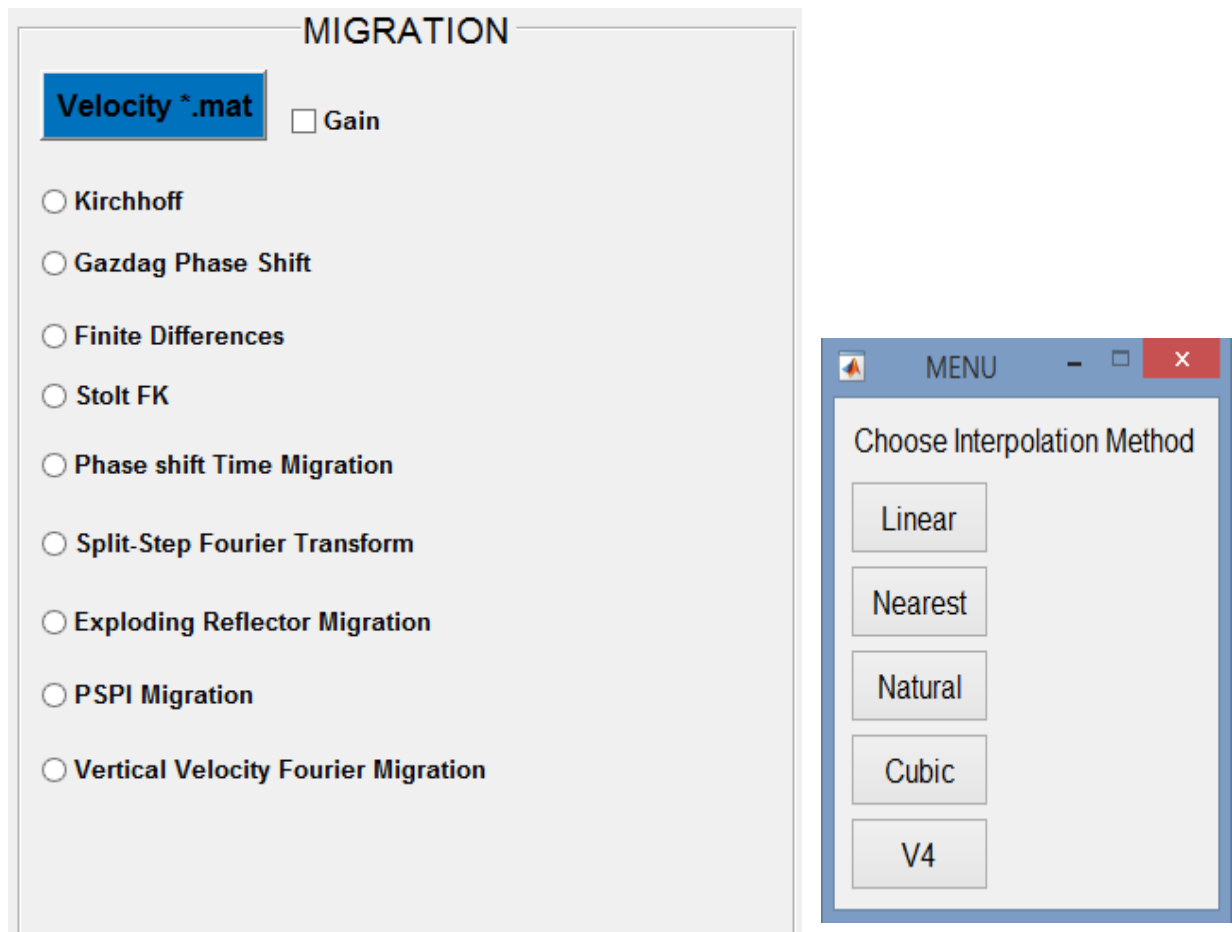 MIGRATION
Velocity *.mat
Gain
Kirchhoff
Gazdag Phase Shift
Finite Differences
Stolt FK
Phase shift Time Migration
Split-Step Fourier Transform
Exploding Reflector Migration
PSPI Migration
Vertical Velocity Fourier Migration
MENU
Choose Interpolation Method
Linear
Nearest
Natural
Cubic
V4